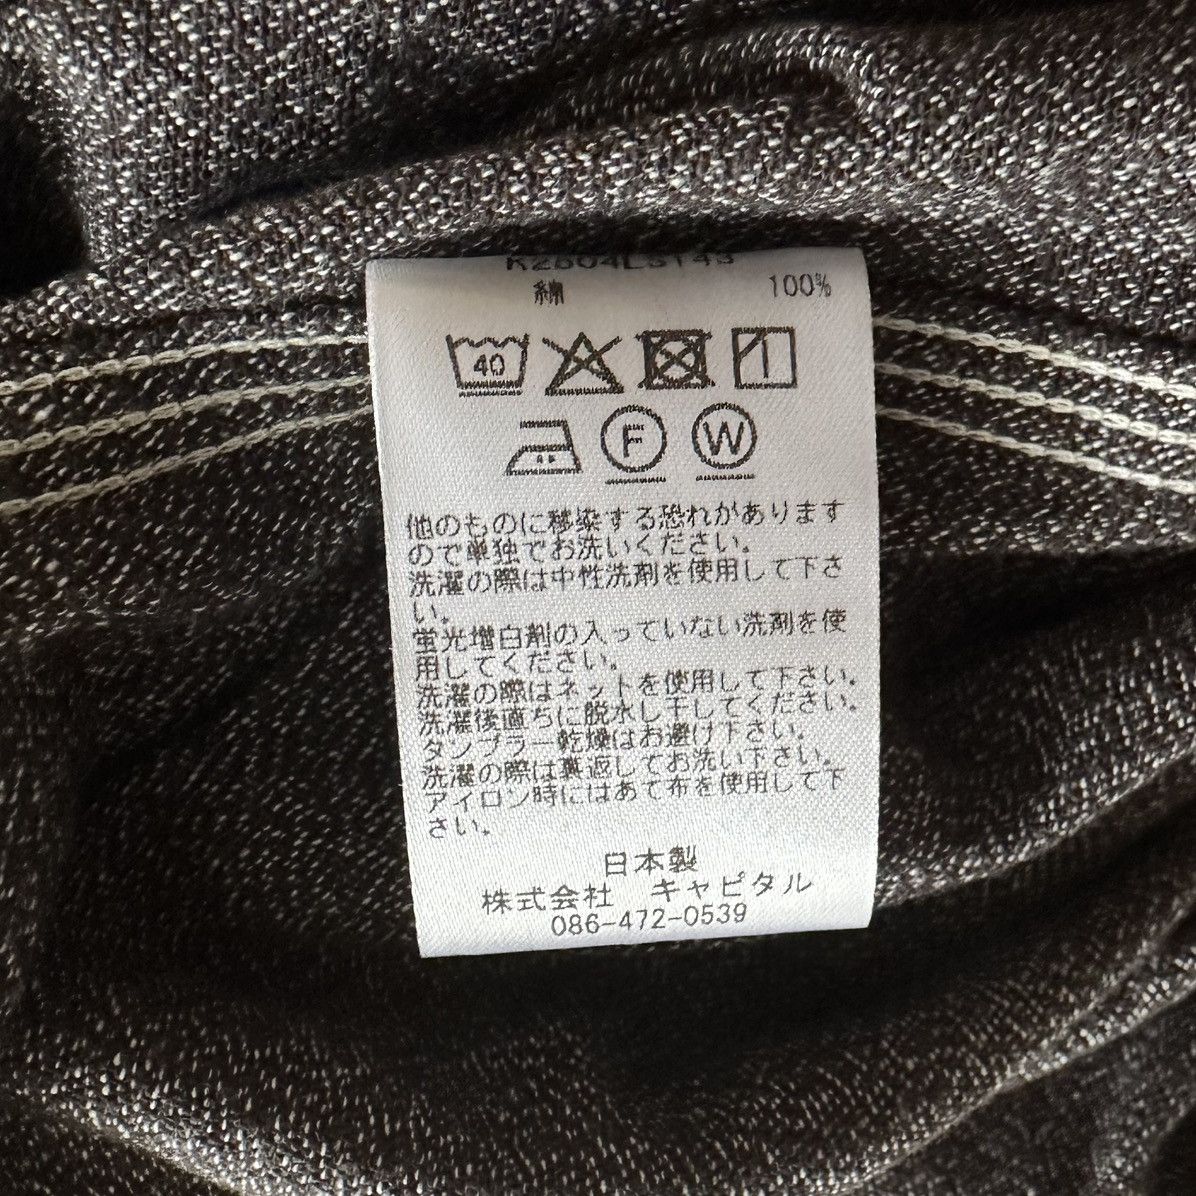 綿 100%
40
F W
他のものに移染する恐れがあります
ので単独でお洗いください。
洗濯の際は中性洗剤を使用して下さ
い。
蛍光増白剤の入っていない洗剤を使
用してください。
洗濯の際はネットを使用して下さい。
洗濯後直ちに脱水し干してください。
タンブラー乾燥はお避け下さい。
洗濯の際は裏返してお洗い下さい。
アイロン時にはあて布を使用して下
さい。
日本製
株式会社 キャピタル
086-472-0539